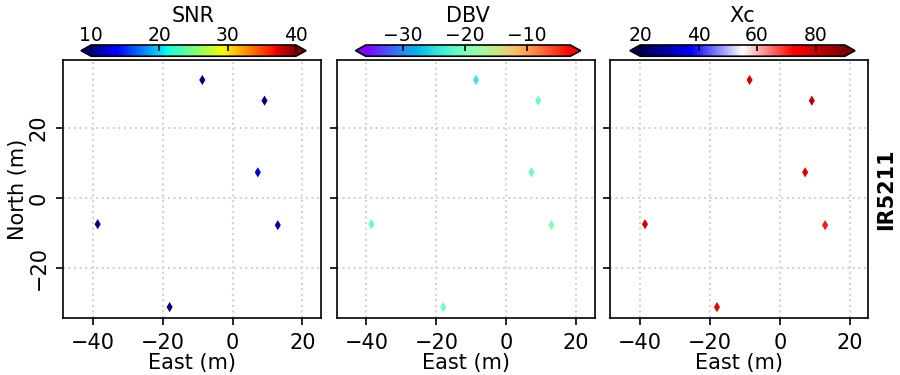 SNR DBV Xc
10 20 30 40 −30 −20 −10 20 40 60 80
North (m)
20
0
−20
−40 −20 0 20 −40 −20 0 20 −40 −20 0 20
East (m) East (m) East (m)
IR5211